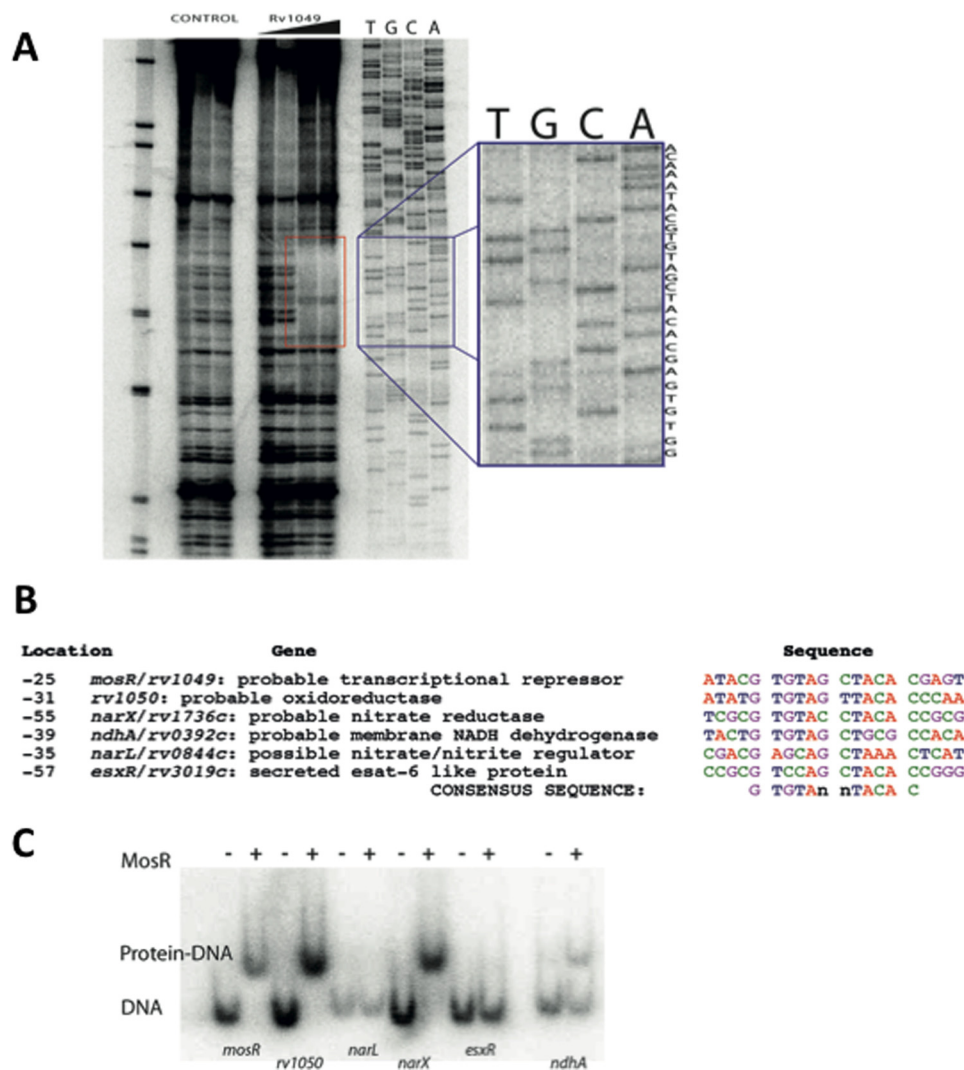 A
CONTROL Rv1049
T G C A
T G C A
A
C
A
A
A
T
A
C
G
T
G
T
A
G
C
T
A
C
A
C
G
A
G
T
G
T
G
G
B
Location Gene Sequence
-25 mosR/rv1049: probable transcriptional repressor ATACG TGTAG CTACA CGAGT
-31 rv1050: probable oxidoreductase ATATG TGTAG TTACA CCCAA
-55 narX/rv1736c: probable nitrate reductase TCGCG TGTAC CTACA CCGCG
-39 ndhA/rv0392c: probable membrane NADH dehydrogenase TACTG TGTAG CTGCG CCACA
-35 narL/rv0844c: possible nitrate/nitrite regulator CGACG AGCAG CTAAA CTCAT
-57 esxR/rv3019c: secreted esat-6 like protein CCGCG TCCAG CTACA CCGGG
CONSENSUS SEQUENCE: G TGTAn nTACA C
C
MosR - + - + - + - + - + - +
Protein-DNA
DNA
mosR rv1050 narL narX esxR ndhA